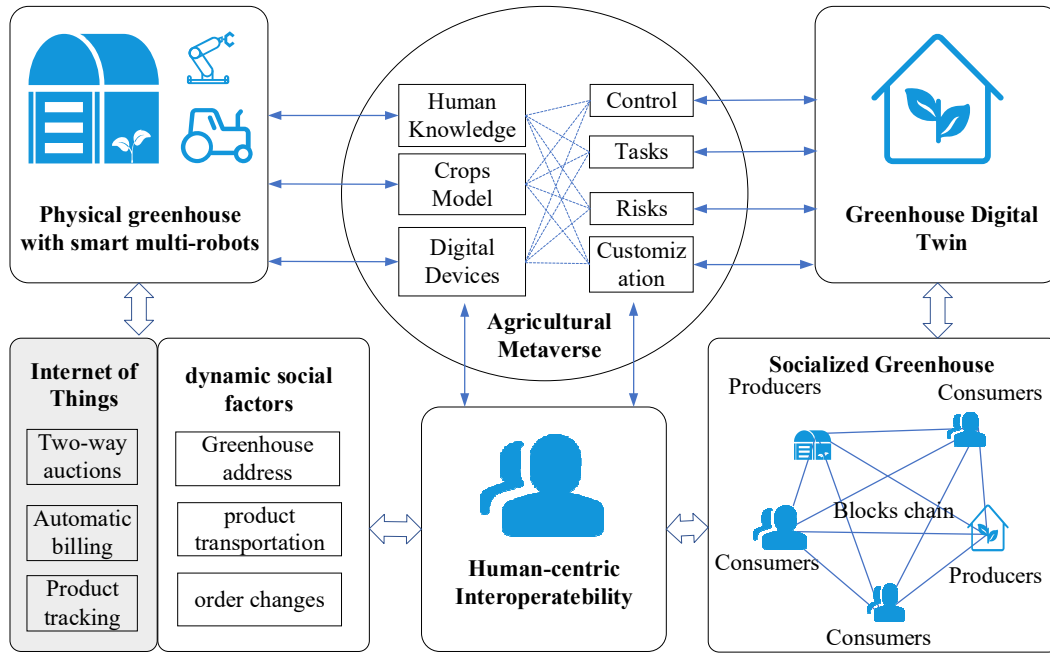 Physical greenhouse
with smart multi-robots
Human
Knowledge
Crops
Model
Digital
Devices
Control
Tasks
Risks
Customiz
ation
Agricultural
Metaverse
Greenhouse Digital
Twin
Internet of
Things
Two-way
auctions
Automatic
billing
Product
tracking
dynamic social
factors
Greenhouse
address
product
transportation
order changes
Human-centric
Interoperatebility
Socialized Greenhouse
Producers
Consumers
Blocks chain
Consumers
Producers
Consumers